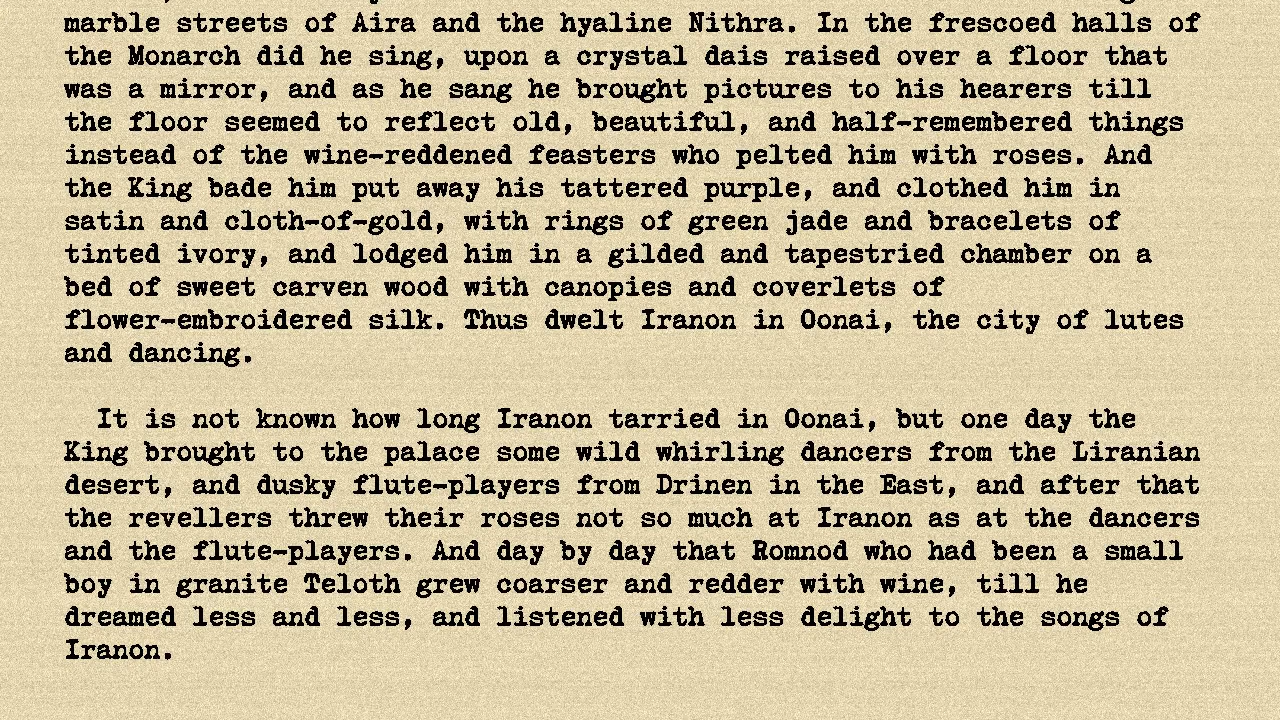 marble streets of Aira and the hyaline Nithra. In the frescoed halls of
the Monarch did he sing, upon a crystal dais raised over a floor that
was a mirror, and as he sang he brought pictures to his hearers till
the floor seemed to reflect old, beautiful, and half-remembered things
instead of the wine-reddened feasters who pelted him with roses. And
the King bade him put away his tattered purple, and clothed him in
satin and cloth-of-gold, with rings of green jade and bracelets of
tinted ivory, and lodged him in a gilded and tapestried chamber on a
bed of sweet carven wood with canopies and coverlets of
flower-embroidered silk. Thus dwelt Iranon in Oonai, the city of lutes
and dancing.

It is not known how long Iranon tarried in Oonai, but one day the
King brought to the palace some wild whirling dancers from the Liranian
desert, and dusky flute-players from Drinen in the East, and after that
the revellers threw their roses not so much at Iranon as at the dancers
and the flute-players. And day by day that Romnod who had been a small
boy in granite Teloth grew coarser and redder with wine, till he
dreamed less and less, and listened with less delight to the songs of
Iranon.